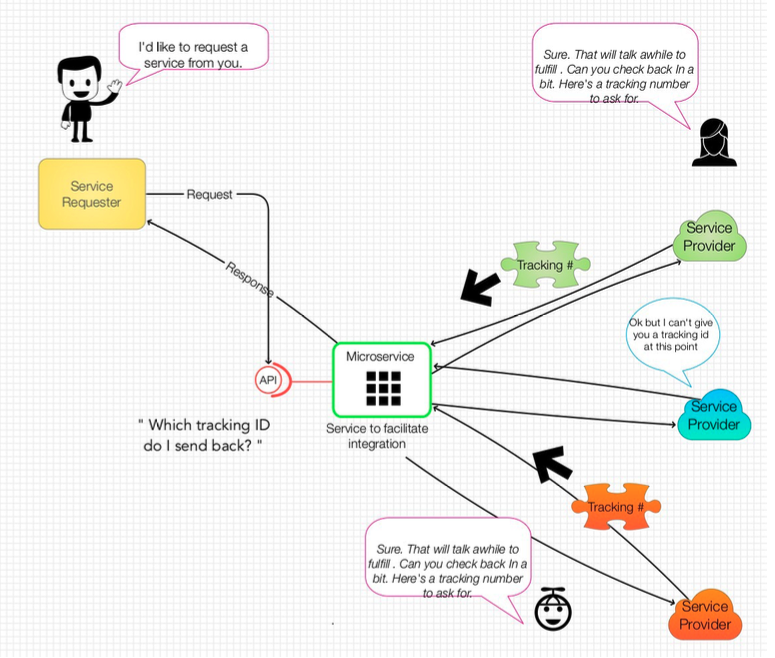 I'd like to request a
service from you.
Sure. That will talk awhile to
fulfill . Can you check back In a
bit. Here's a tracking number
to ask for.
Service
Requester
Request
Response
Tracking #
Service
Provider
Ok but I can't give
you a tracking id
at this point
Microservice
API
Service
Provider
" Which tracking ID
do I send back? "
Service to facilitate
integration
Tracking #
Sure. That will talk awhile to
fulfill . Can you check back In a
bit. Here's a tracking number
to ask for.
Service
Provider